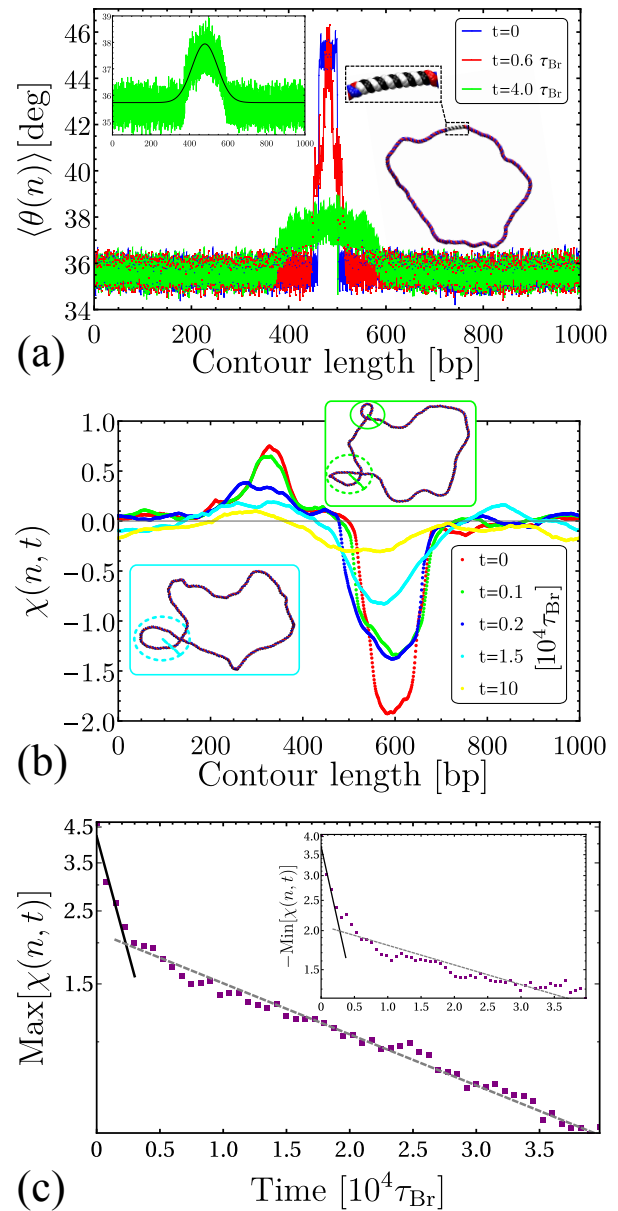 39
38
37
36
35
0 200 400 600 800 1000
46
44
42
40
38
36
34
⟨θ(n)⟩[deg]
t=0
t=0.6 τBr
t=4.0 τBr
0 200 400 600 800 1000
(a) Contour length [bp]
1.0
0.5
0.0
−0.5
−1.0
−1.5
−2.0
χ(n, t)
t=0
t=0.1
t=0.2
t=1.5
t=10
[10⁴τBr]
0 200 400 600 800 1000
(b) Contour length [bp]
4.5
3.5
2.5
1.5
Max[χ(n, t)]
4.0
3.0
2.0
1.5
−Min[χ(n, t)]
0 0.5 1.0 1.5 2.0 2.5 3.0 3.5
0 0.5 1.0 1.5 2.0 2.5 3.0 3.5
(c) Time [10⁴τBr]